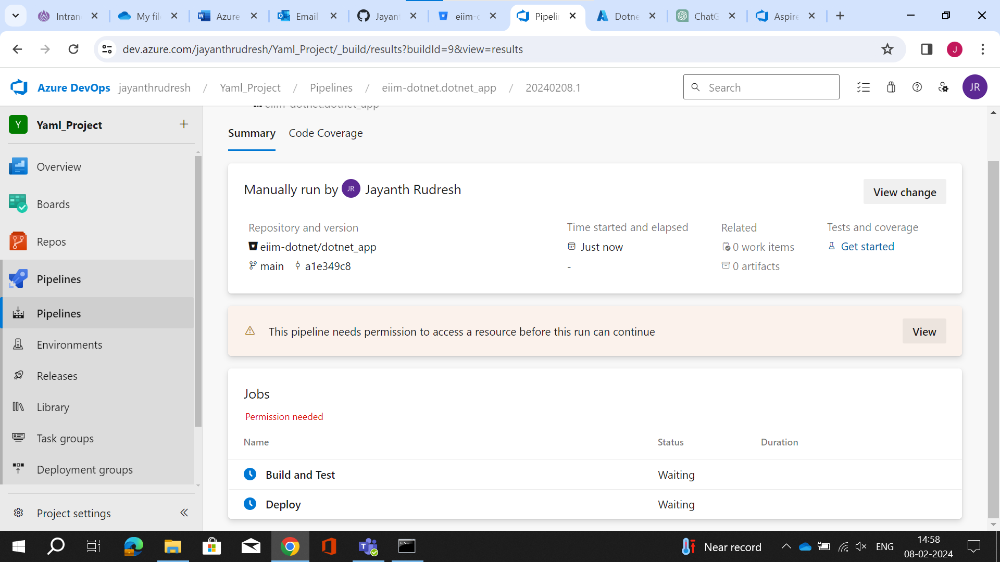 Intran
My fil
Azure
Email
Jayant
eiim-d
Pipelin
Dotne
ChatG
Aspire
dev.azure.com/jayanthrudresh/Yaml_Project/_build/results?buildId=9&view=results
J
Azure DevOps jayanthrudresh / Yaml_Project / Pipelines / eiim-dotnet.dotnet_app / 20240208.1
Search
JR
Y Yaml_Project
Overview
Boards
Repos
Pipelines
Pipelines
Environments
Releases
Library
Task groups
Deployment groups
Project settings
eiim-dotnet.dotnet_app
Summary Code Coverage
Manually run by JR Jayanth Rudresh
View change
Repository and version
eiim-dotnet/dotnet_app
main a1e349c8
Time started and elapsed
Just now
-
Related
0 work items
0 artifacts
Tests and coverage
Get started
This pipeline needs permission to access a resource before this run can continue
View
Jobs
Permission needed
Name Status Duration
Build and Test Waiting
Deploy Waiting
Near record
ENG
14:58
08-02-2024